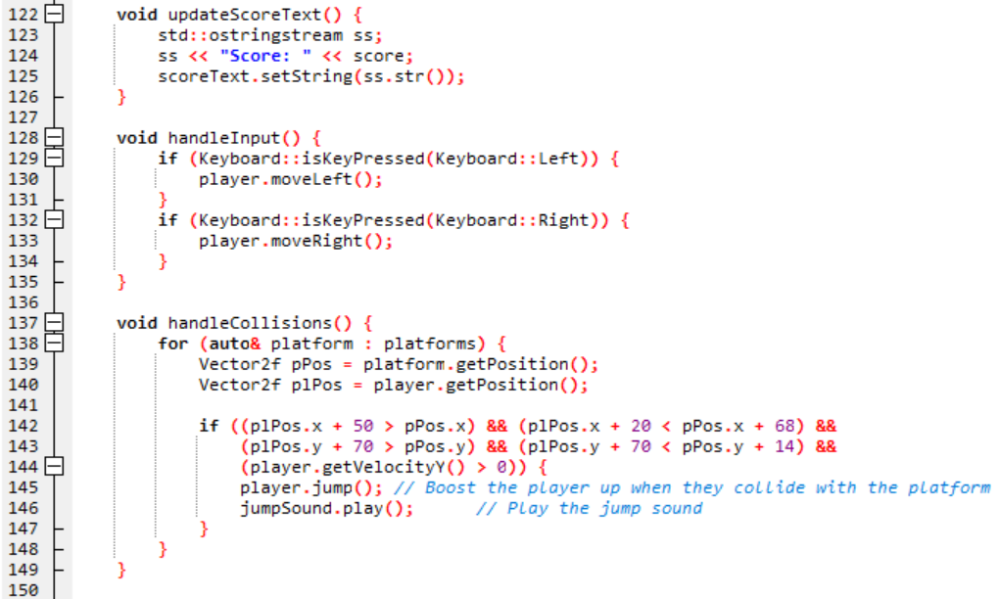 122 void updateScoreText() {
123 std::ostringstream ss;
124 ss << "Score: " << score;
125 scoreText.setString(ss.str());
126 }
127
128 void handleInput() {
129 if (Keyboard::isKeyPressed(Keyboard::Left)) {
130 player.moveLeft();
131 }
132 if (Keyboard::isKeyPressed(Keyboard::Right)) {
133 player.moveRight();
134 }
135 }
136
137 void handleCollisions() {
138 for (auto& platform : platforms) {
139 Vector2f pPos = platform.getPosition();
140 Vector2f plPos = player.getPosition();
141
142 if ((plPos.x + 50 > pPos.x) && (plPos.x + 20 < pPos.x + 68) &&
143 (plPos.y + 70 > pPos.y) && (plPos.y + 70 < pPos.y + 14) &&
144 (player.getVelocityY() > 0)) {
145 player.jump(); // Boost the player up when they collide with the platform
146 jumpSound.play(); // Play the jump sound
147 }
148 }
149 }
150